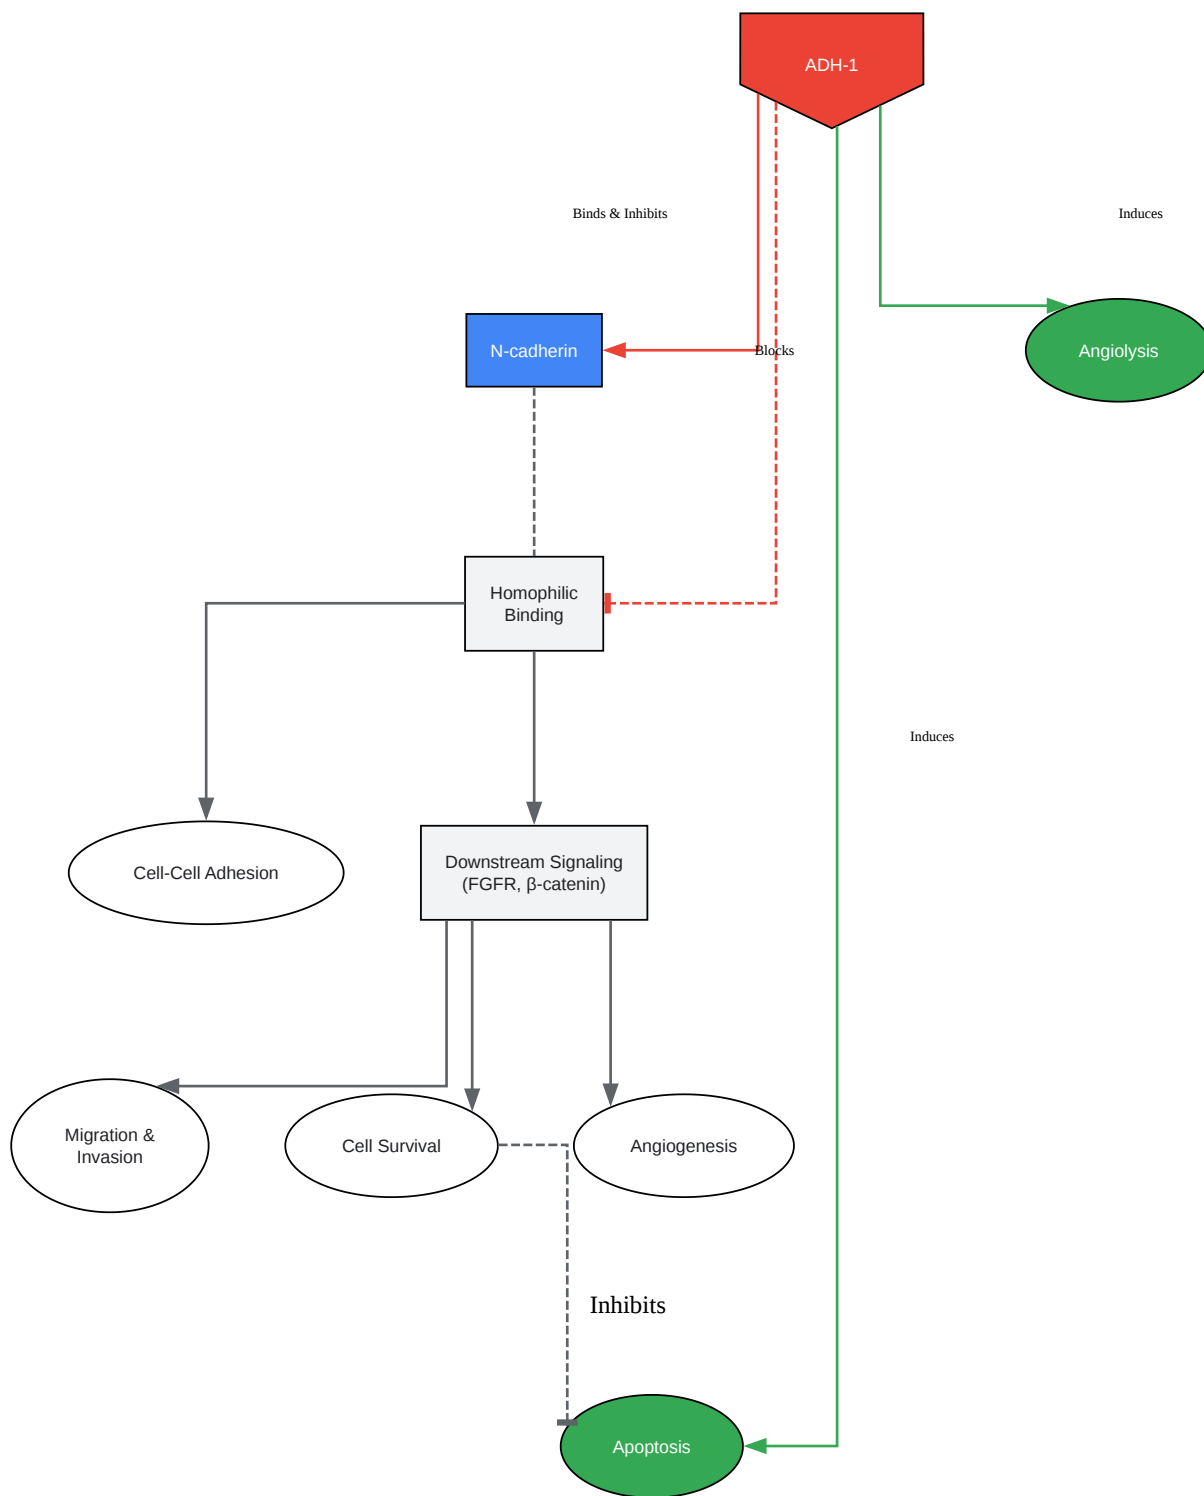 ADH-1
Binds & Inhibits
Induces
N-cadherin
Blocks
Angiolysis
Homophilic
Binding
Induces
Cell-Cell Adhesion
Downstream Signaling
(FGFR, β-catenin)
Migration &
Invasion
Cell Survival
Angiogenesis
Inhibits
Apoptosis